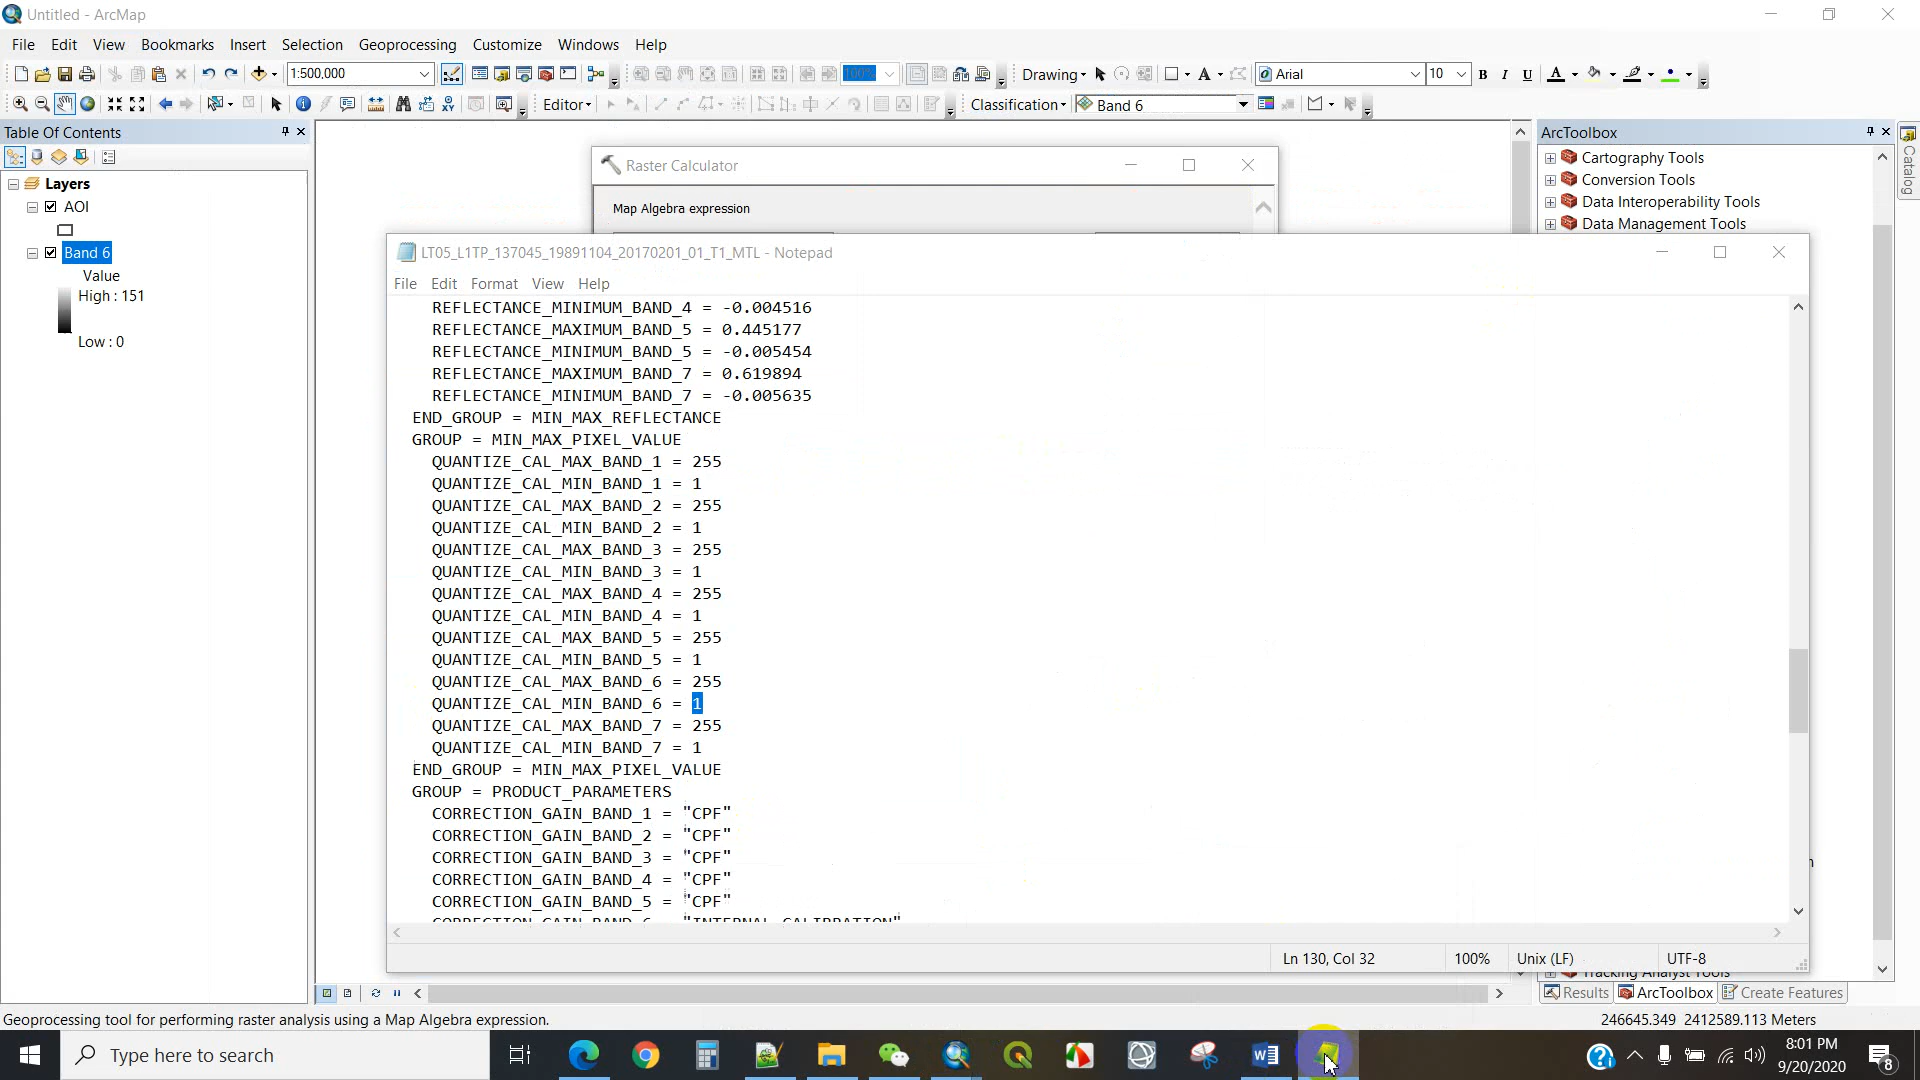 Untitled - ArcMap
File Edit View Bookmarks Insert Selection Geoprocessing Customize Windows Help
1:500,000 100% Drawing A Arial 10 B I U A
Editor Classification Band 6
Table Of Contents
Layers
AOI
Band 6
Value
High : 151
Low : 0
Raster Calculator
Map Algebra expression
ArcToolbox
Cartography Tools
Conversion Tools
Data Interoperability Tools
Data Management Tools
Catalog
LT05_L1TP_137045_19891104_20170201_01_T1_MTL - Notepad
File Edit Format View Help
REFLECTANCE_MINIMUM_BAND_4 = -0.004516
REFLECTANCE_MAXIMUM_BAND_5 = 0.445177
REFLECTANCE_MINIMUM_BAND_5 = -0.005454
REFLECTANCE_MAXIMUM_BAND_7 = 0.619894
REFLECTANCE_MINIMUM_BAND_7 = -0.005635
END_GROUP = MIN_MAX_REFLECTANCE
GROUP = MIN_MAX_PIXEL_VALUE
QUANTIZE_CAL_MAX_BAND_1 = 255
QUANTIZE_CAL_MIN_BAND_1 = 1
QUANTIZE_CAL_MAX_BAND_2 = 255
QUANTIZE_CAL_MIN_BAND_2 = 1
QUANTIZE_CAL_MAX_BAND_3 = 255
QUANTIZE_CAL_MIN_BAND_3 = 1
QUANTIZE_CAL_MAX_BAND_4 = 255
QUANTIZE_CAL_MIN_BAND_4 = 1
QUANTIZE_CAL_MAX_BAND_5 = 255
QUANTIZE_CAL_MIN_BAND_5 = 1
QUANTIZE_CAL_MAX_BAND_6 = 255
QUANTIZE_CAL_MIN_BAND_6 = 1
QUANTIZE_CAL_MAX_BAND_7 = 255
QUANTIZE_CAL_MIN_BAND_7 = 1
END_GROUP = MIN_MAX_PIXEL_VALUE
GROUP = PRODUCT_PARAMETERS
CORRECTION_GAIN_BAND_1 = "CPF"
CORRECTION_GAIN_BAND_2 = "CPF"
CORRECTION_GAIN_BAND_3 = "CPF"
CORRECTION_GAIN_BAND_4 = "CPF"
CORRECTION_GAIN_BAND_5 = "CPF"
CORRECTION_GAIN_BAND_6 = "INTERNAL_CALIBRATION"
Ln 130, Col 32 100% Unix (LF) UTF-8
Tracking Analyst Tools
Results ArcToolbox Create Features
Geoprocessing tool for performing raster analysis using a Map Algebra expression.
246645.349 2412589.113 Meters
Type here to search
8:01 PM
9/20/2020
8